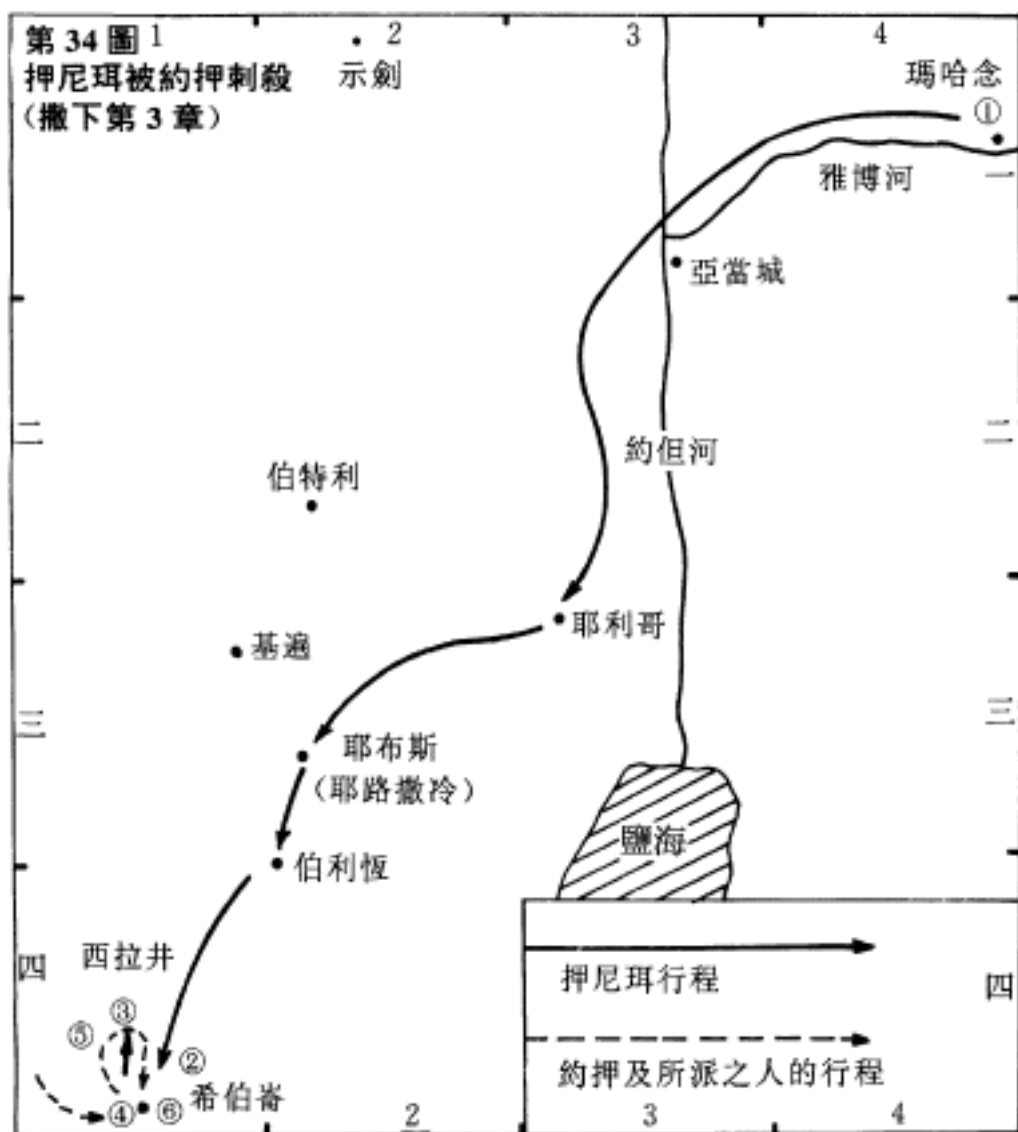 第 34 圖
押尼珥被約押刺殺
（撒下第 3 章）
1
2
3
4
示劍
瑪哈念
①
一
雅博河
亞當城
二
約但河
二
伯特利
耶利哥
基遍
三
三
耶布斯
（耶路撒冷）
鹽海
伯利恆
四
西拉井
押尼珥行程
四
③
⑤
②
約押及所派之人的行程
④
⑥
希伯崙
2
3
4